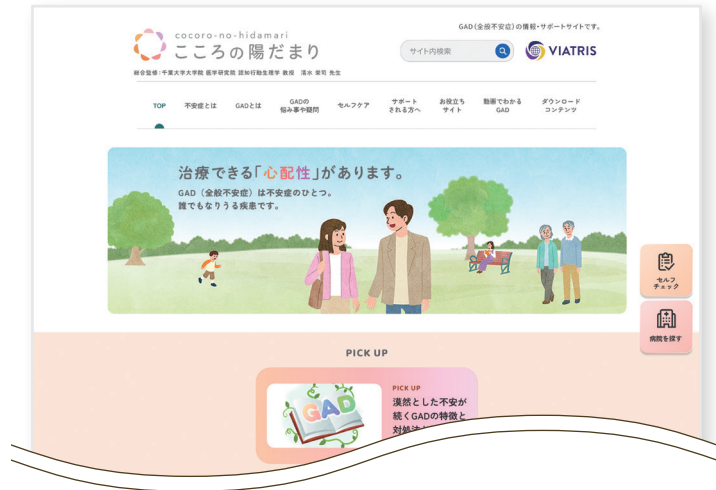 GAD(全般不安症)の情報・サポートサイトです。
cocoro-no-hidamari
こころの陽だまり
サイト内検索
VIATRIS
総合監修:千葉大学大学院 医学研究院 認知行動生理学 教授 清水 栄司 先生
TOP
不安症とは
GADとは
GADの
悩み事や疑問
セルフケア
サポート
される方へ
お役立ち
サイト
動画でわかる
GAD
ダウンロード
コンテンツ
治療できる「心配性」があります。
GAD(全般不安症)は不安症のひとつ。
誰でもなりうる疾患です。
セルフ
チェック
病院を探す
PICK UP
GAD
PICK UP
漠然とした不安が
続くGADの特徴と
対処法